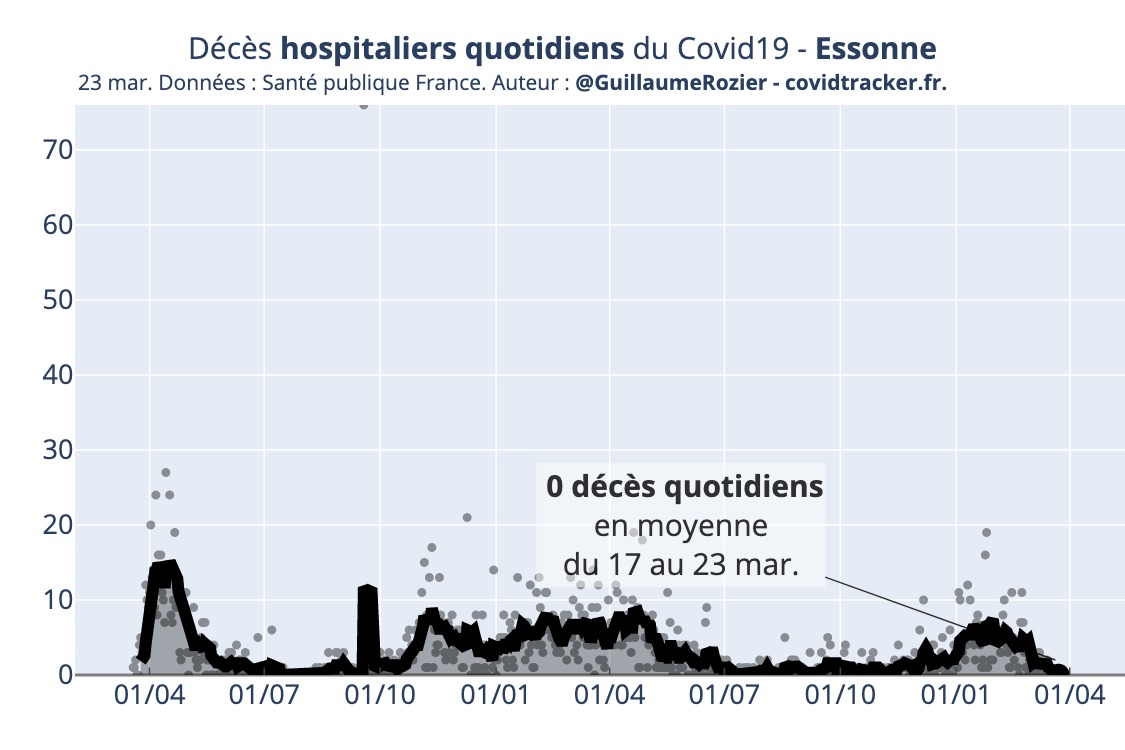 Décès hospitaliers quotidiens du Covid19 - Essonne
23 mar. Données : Santé publique France. Auteur : @GuillaumeRozier - covidtracker.fr.
70
60
50
40
30
20
10
0
0 décès quotidiens
en moyenne
du 17 au 23 mar.
01/04 01/07 01/10 01/01 01/04 01/07 01/10 01/01 01/04